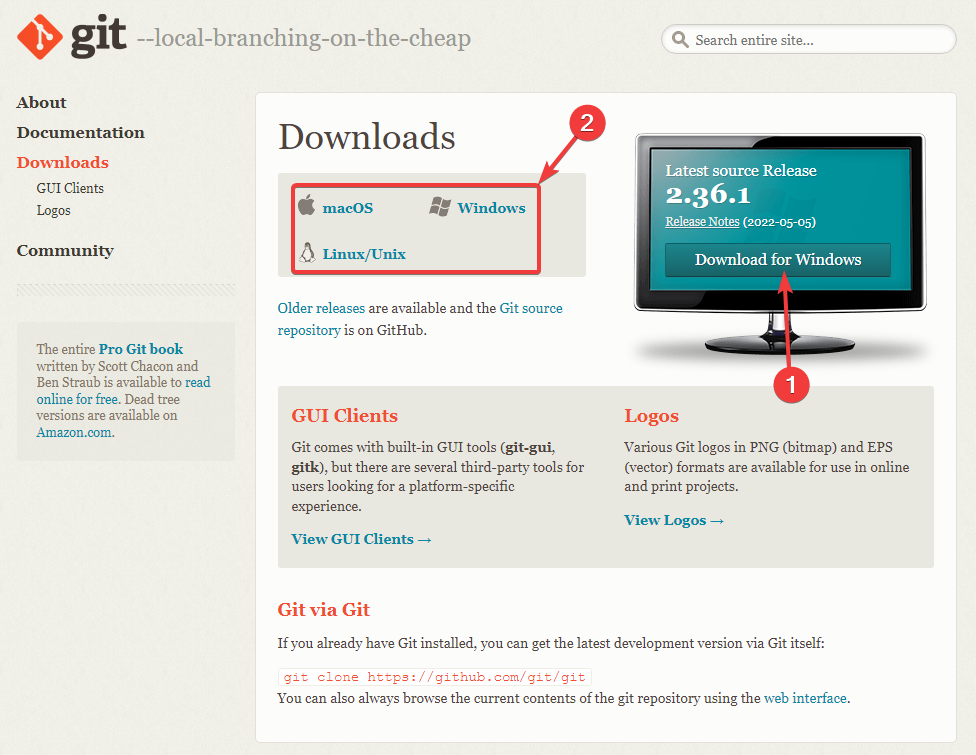 git --local-branching-on-the-cheap
Search entire site...
About
Documentation
Downloads
GUI Clients
Logos
Community
The entire Pro Git book
written by Scott Chacon and
Ben Straub is available to read
online for free. Dead tree
versions are available on
Amazon.com.
Downloads
2
macOS
Windows
Linux/Unix
Older releases are available and the Git source
repository is on GitHub.
Latest source Release
2.36.1
Release Notes (2022-05-05)
Download for Windows
1
GUI Clients
Git comes with built-in GUI tools (git-gui,
gitk), but there are several third-party tools for
users looking for a platform-specific
experience.
View GUI Clients →
Logos
Various Git logos in PNG (bitmap) and EPS
(vector) formats are available for use in online
and print projects.
View Logos →
Git via Git
If you already have Git installed, you can get the latest development version via Git itself:
git clone https://github.com/git/git
You can also always browse the current contents of the git repository using the web interface.